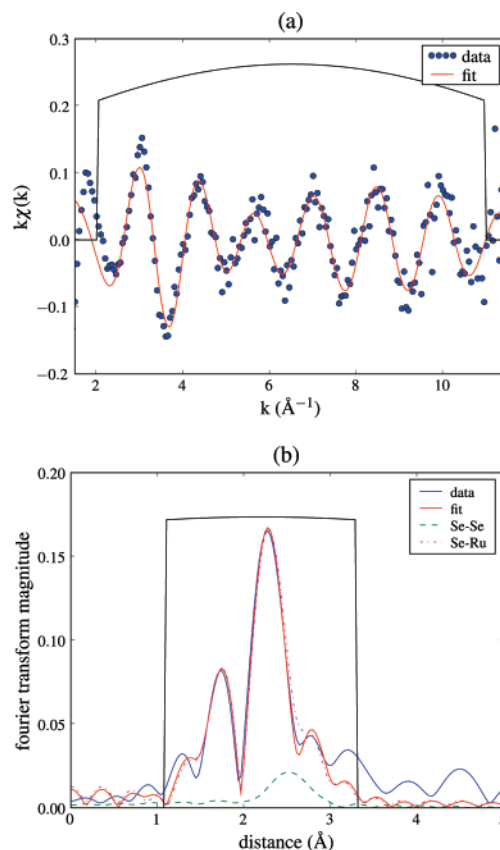 (a)
0.3
0.2
0.1
0.0
−0.1
−0.2
kχ(k)
data
fit
2
4
6
8
10
k (Å⁻¹)
(b)
0.20
0.15
0.10
0.05
0.00
fourier transform magnitude
data
fit
Se-Se
Se-Ru
0
1
2
3
4
distance (Å)